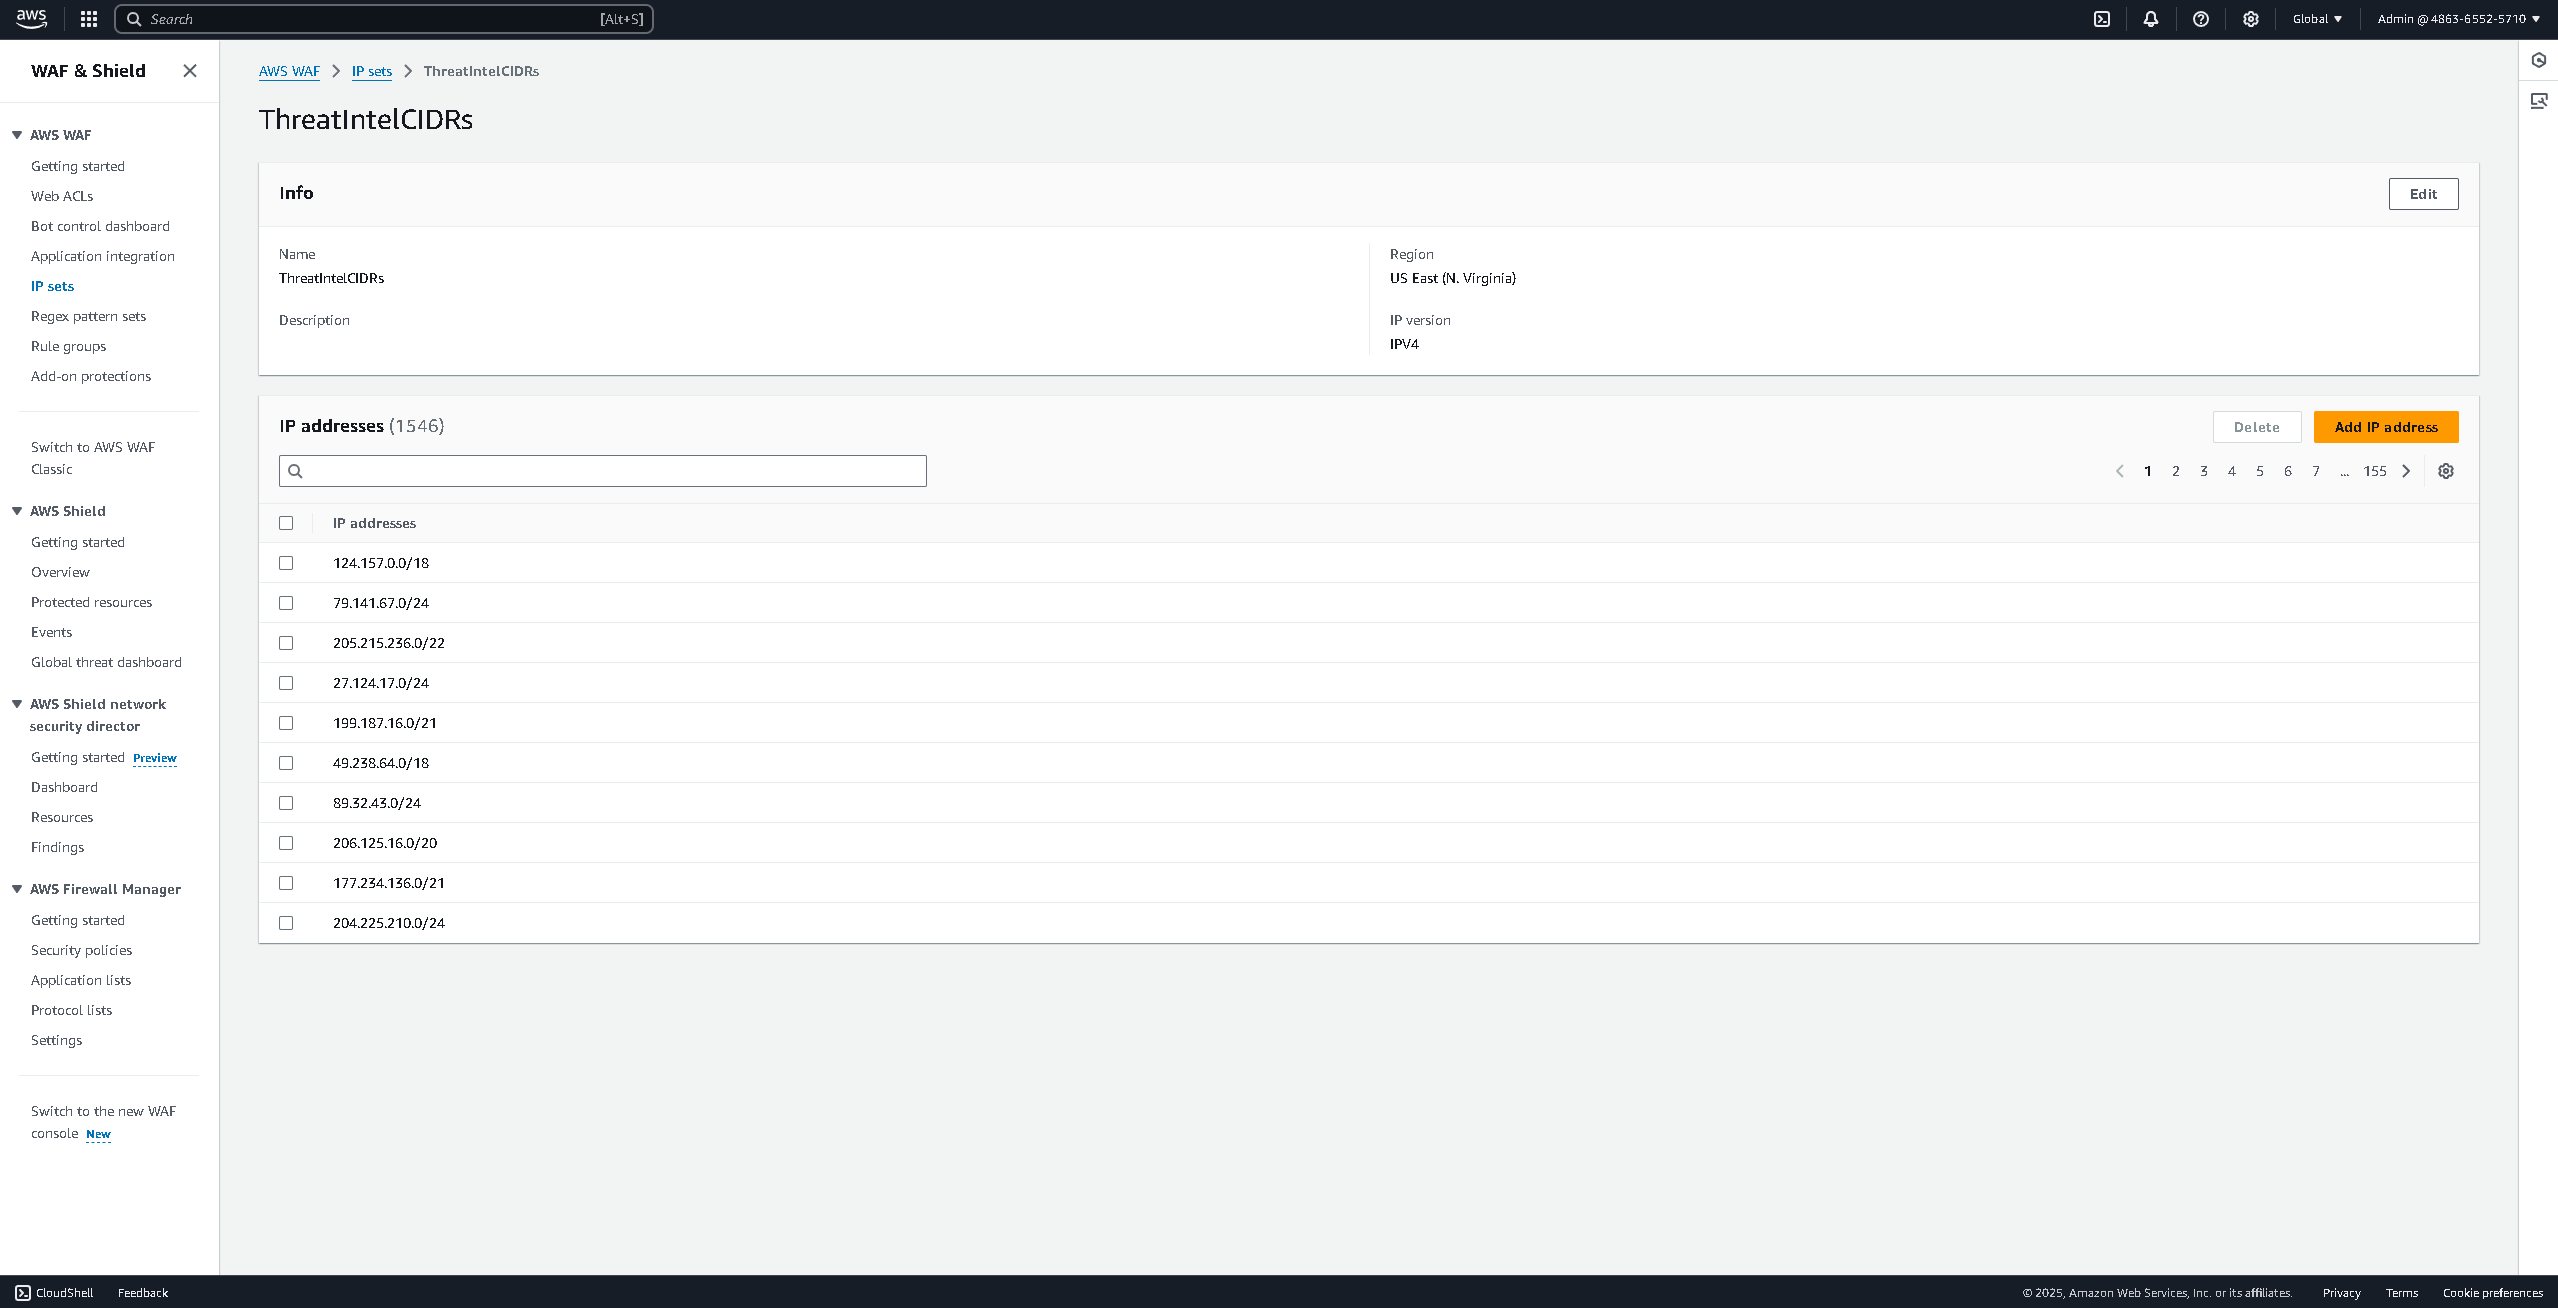 aws
Search [Alt+S]
Global
Admin @ 4863-6552-5710
WAF & Shield
AWS WAF
Getting started
Web ACLs
Bot control dashboard
Application integration
IP sets
Regex pattern sets
Rule groups
Add-on protections
Switch to AWS WAF
Classic
AWS Shield
Getting started
Overview
Protected resources
Events
Global threat dashboard
AWS Shield network
security director
Getting started Preview
Dashboard
Resources
Findings
AWS Firewall Manager
Getting started
Security policies
Application lists
Protocol lists
Settings
Switch to the new WAF
console New
AWS WAF > IP sets > ThreatIntelCIDRs
ThreatIntelCIDRs
Info
Edit
Name
ThreatIntelCIDRs
Description
Region
US East (N. Virginia)
IP version
IPV4
IP addresses (1546)
Delete
Add IP address
1 2 3 4 5 6 7 ... 155
IP addresses
124.157.0.0/18
79.141.67.0/24
205.215.236.0/22
27.124.17.0/24
199.187.16.0/21
49.238.64.0/18
89.32.43.0/24
206.125.16.0/20
177.234.136.0/21
204.225.210.0/24
CloudShell
Feedback
© 2025, Amazon Web Services, Inc. or its affiliates.
Privacy
Terms
Cookie preferences